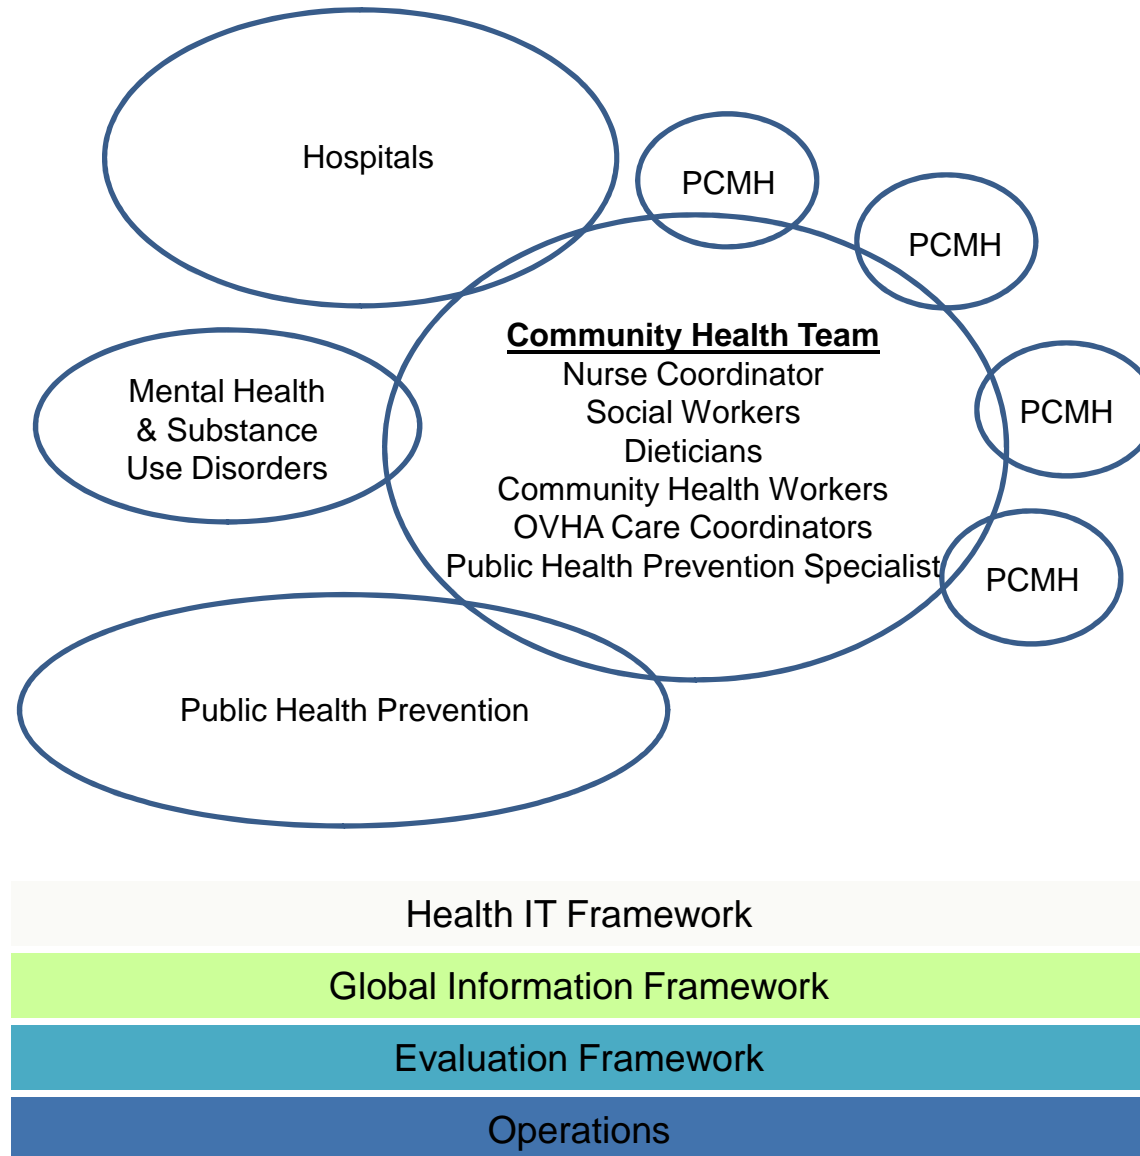 Hospitals
PCMH
PCMH
Community Health Team
Nurse Coordinator
Social Workers
Dieticians
Community Health Workers
OVHA Care Coordinators
Public Health Prevention Specialist
Mental Health
& Substance
Use Disorders
PCMH
PCMH
Public Health Prevention
Health IT Framework
Global Information Framework
Evaluation Framework
Operations